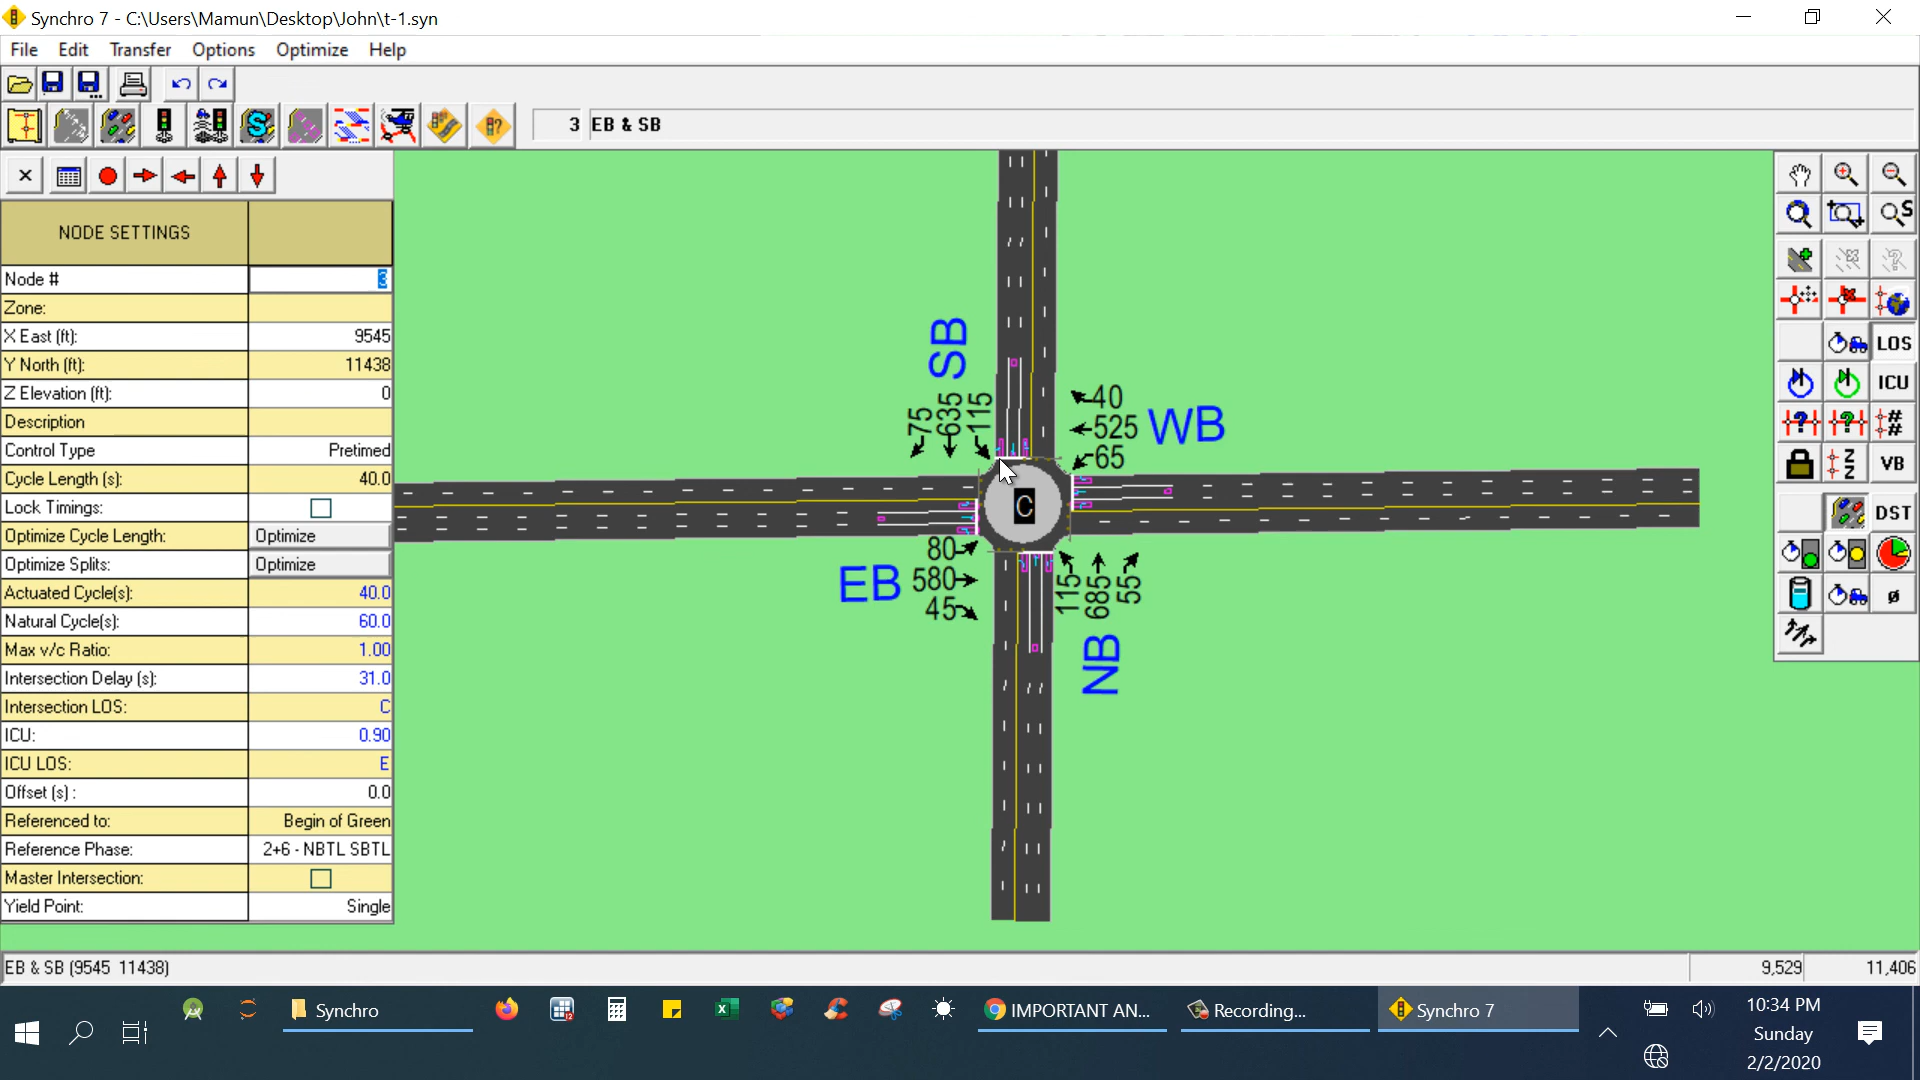 Synchro 7 - C:\Users\Mamun\Desktop\John\t-1.syn
File Edit Transfer Options Optimize Help
3 EB & SB
NODE SETTINGS
Node # 3
Zone:
X East (ft): 9545
Y North (ft): 11438
Z Elevation (ft): 0
Description
Control Type Pretimed
Cycle Length (s): 40.0
Lock Timings:
Optimize Cycle Length: Optimize
Optimize Splits: Optimize
Actuated Cycle(s): 40.0
Natural Cycle(s): 60.0
Max v/c Ratio: 1.00
Intersection Delay (s): 31.0
Intersection LOS: C
ICU: 0.90
ICU LOS: E
Offset (s) : 0.0
Referenced to: Begin of Green
Reference Phase: 2+6 - NBTL SBTL
Master Intersection:
Yield Point: Single
SB
75
635
115
40
525
65
WB
C
EB
80
580
45
115
685
55
NB
S
LOS
ICU
? ? ##
Z Z VB
DST
ø
EB & SB (9545 11438) 9,529 11,406
Synchro
12
IMPORTANT AN...
Recording...
Synchro 7
10:34 PM
Sunday
2/2/2020